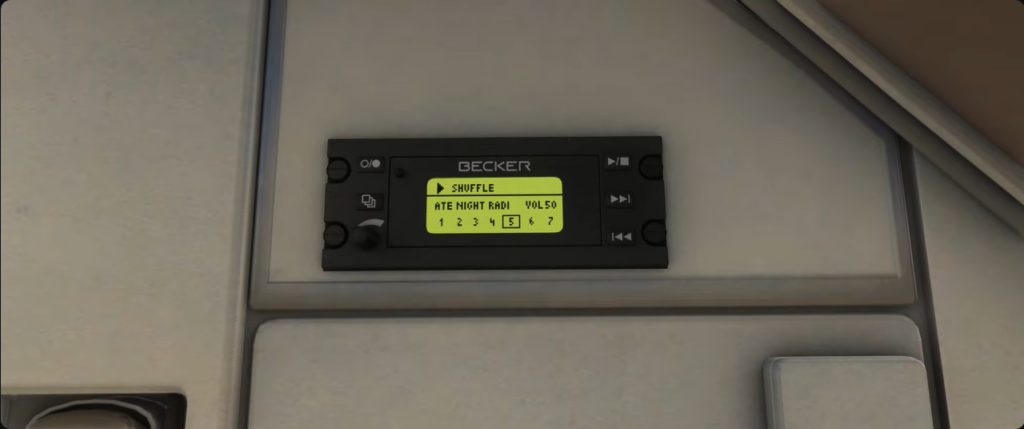 BECKER
SHUFFLE
ATE NIGHT RADI VOL50
1 2 3 4 5 6 7